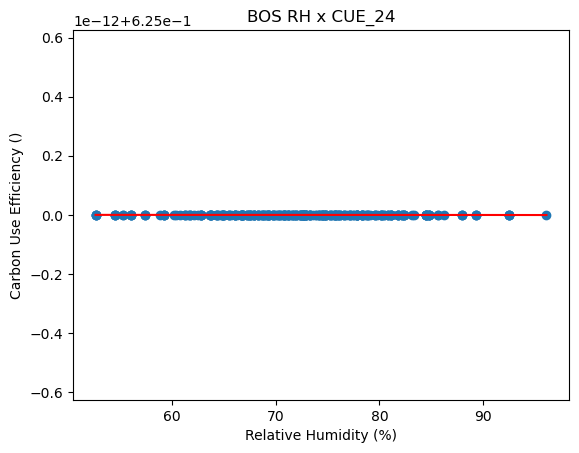 BOS RH x CUE_24
1e−12+6.25e−1
0.6
0.4
0.2
0.0
−0.2
−0.4
−0.6
Carbon Use Efficiency ()
60 70 80 90
Relative Humidity (%)